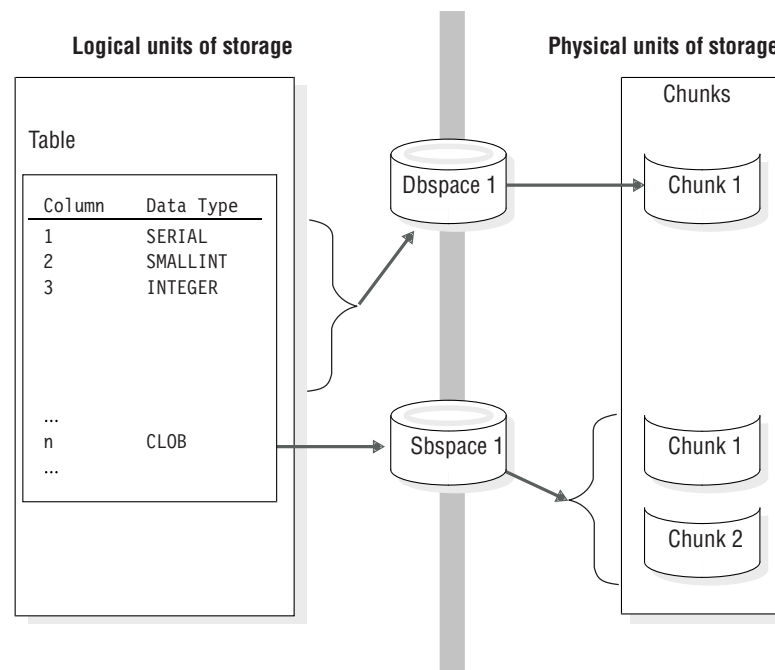 Logical units of storage
Physical units of storage
Chunks
Table
Dbspace 1
Chunk 1
Column Data Type
1 SERIAL
2 SMALLINT
3 INTEGER
...
n CLOB
...
Sbspace 1
Chunk 1
Chunk 2